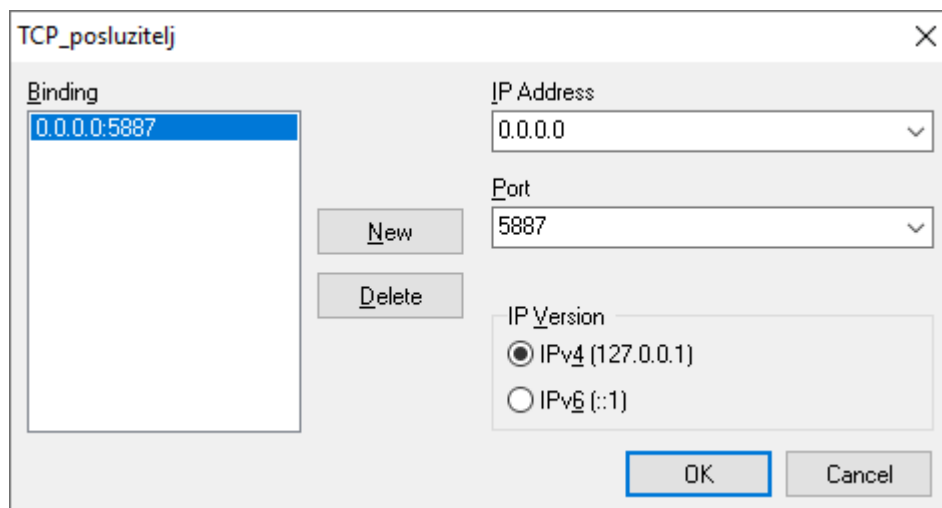 TCP_posluzitelj
Binding
0.0.0.0:5887
New
Delete
IP Address
0.0.0.0
Port
5887
IP Version
IPv4 (127.0.0.1)
IPv6 (::1)
OK
Cancel